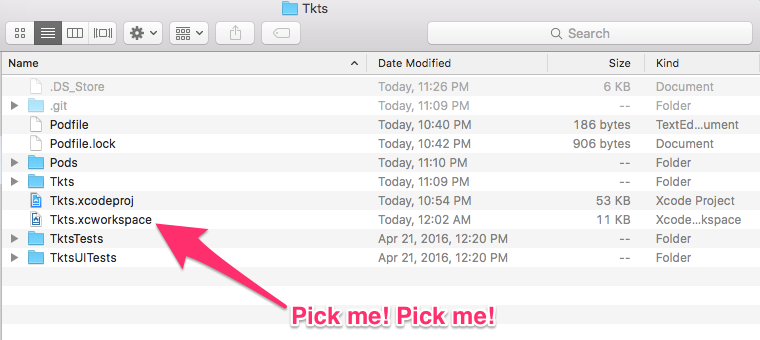 Tkts
Search
Name Date Modified Size Kind
.DS_Store Today, 11:26 PM 6 KB Document
.git Today, 11:09 PM -- Folder
Podfile Today, 10:40 PM 186 bytes TextEd...ument
Podfile.lock Today, 10:42 PM 906 bytes Document
Pods Today, 11:10 PM -- Folder
Tkts Today, 11:09 PM -- Folder
Tkts.xcodeproj Today, 10:54 PM 53 KB Xcode Project
Tkts.xcworkspace Today, 12:02 AM 11 KB Xcode...kspace
TktsTests Apr 21, 2016, 12:20 PM -- Folder
TktsUITests Apr 21, 2016, 12:20 PM -- Folder
Pick me! Pick me!